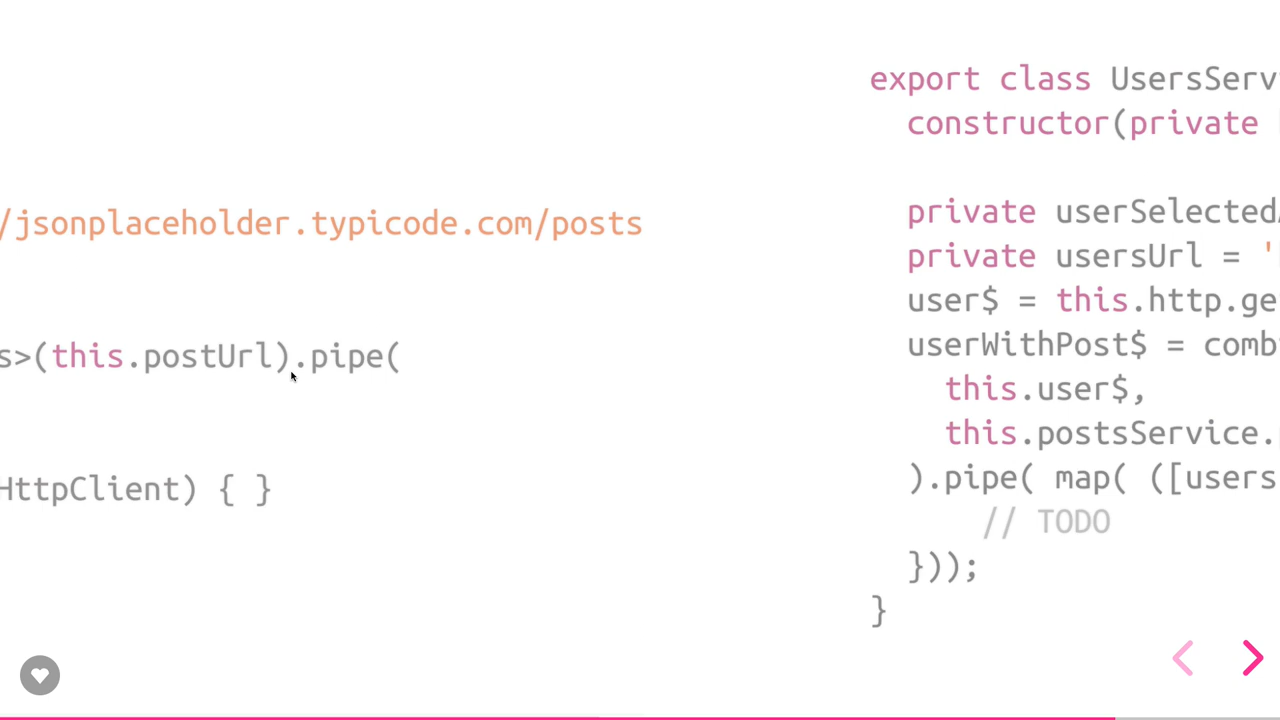 /jsonplaceholder.typicode.com/posts
s>(this.postUrl).pipe(
HttpClient) { }
export class UsersServ
constructor(private
private userSelected
private usersUrl = '
user$ = this.http.ge
userWithPost$ = comb
this.user$,
this.postsService.
).pipe( map( ([users
// TODO
}));
}